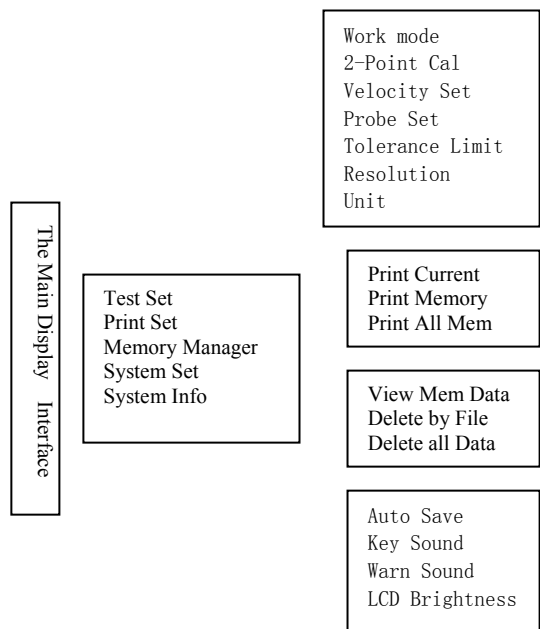 The Main Display Interface
Test Set
Print Set
Memory Manager
System Set
System Info
Work mode
2-Point Cal
Velocity Set
Probe Set
Tolerance Limit
Resolution
Unit
Print Current
Print Memory
Print All Mem
View Mem Data
Delete by File
Delete all Data
Auto Save
Key Sound
Warn Sound
LCD Brightness